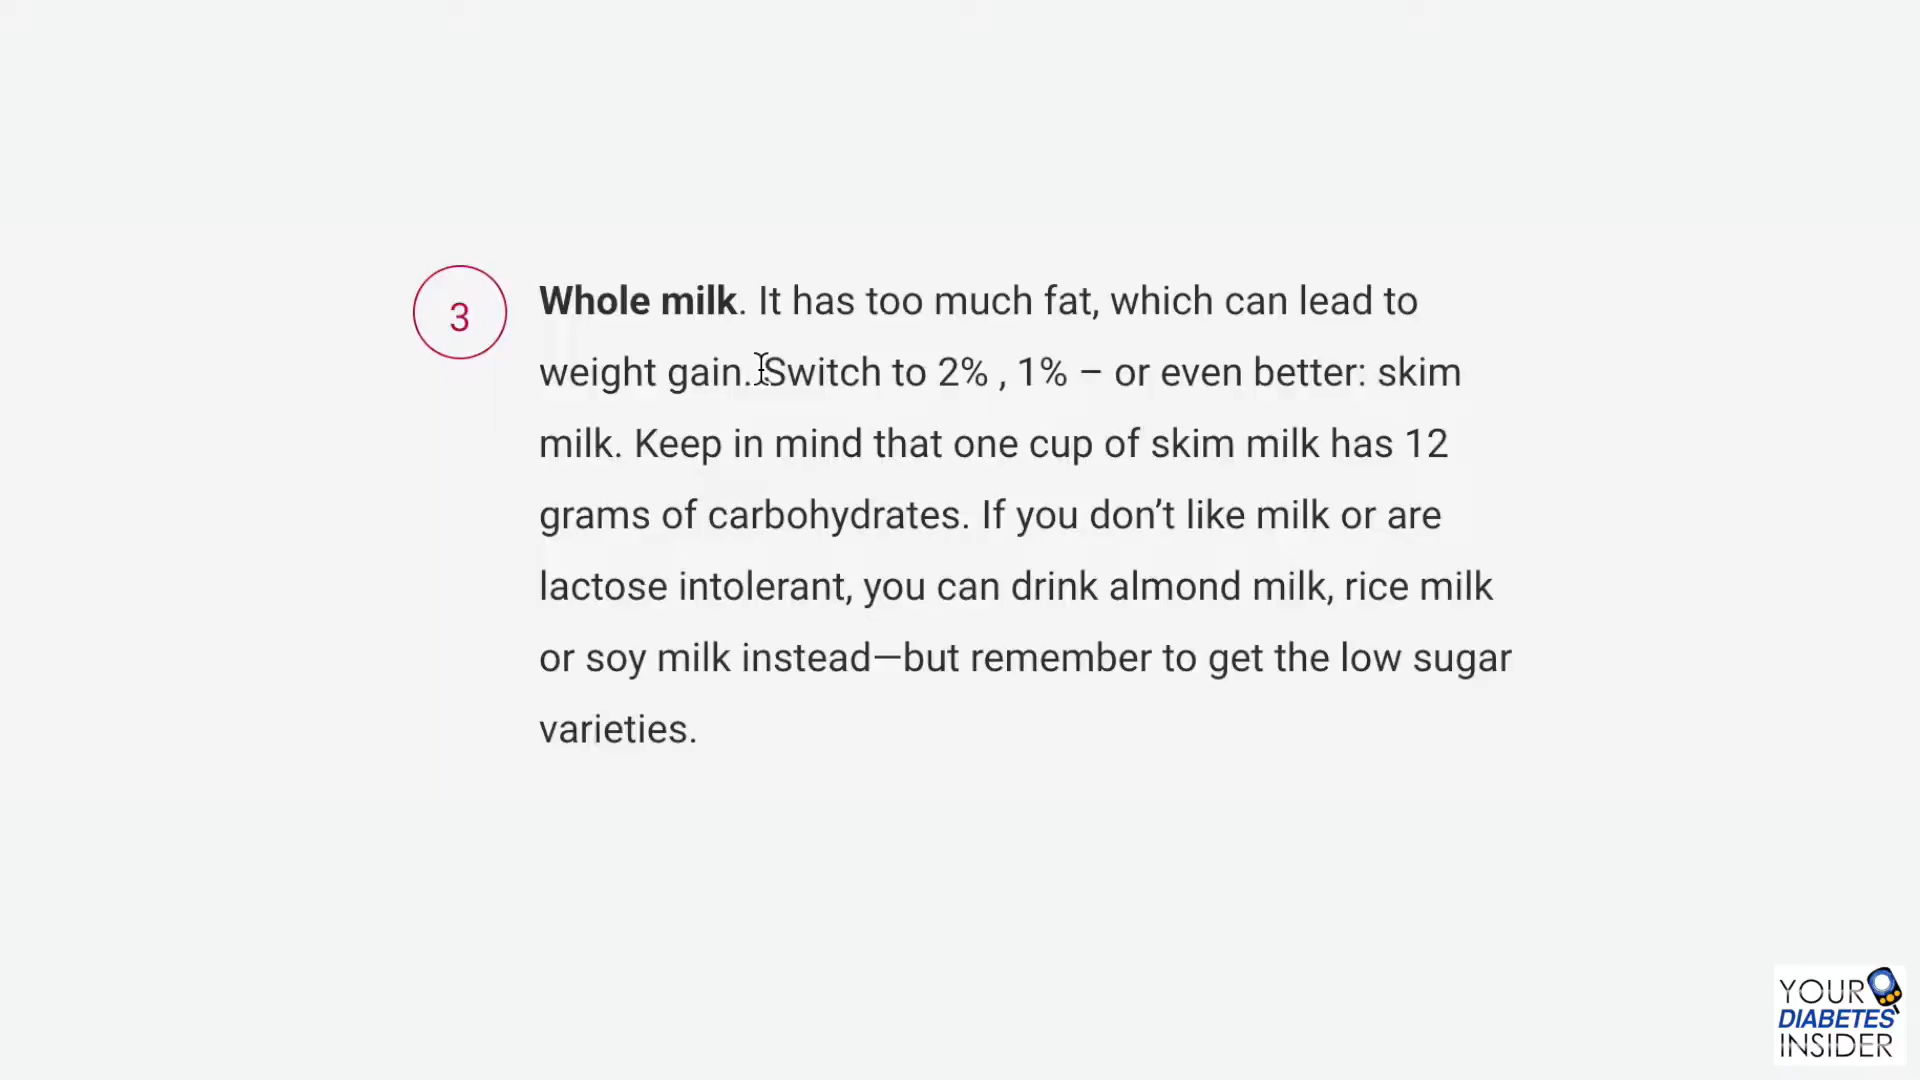 3
Whole milk. It has too much fat, which can lead to
weight gain. Switch to 2% , 1% – or even better: skim
milk. Keep in mind that one cup of skim milk has 12
grams of carbohydrates. If you don’t like milk or are
lactose intolerant, you can drink almond milk, rice milk
or soy milk instead—but remember to get the low sugar
varieties.
YOUR
DIABETES
INSIDER